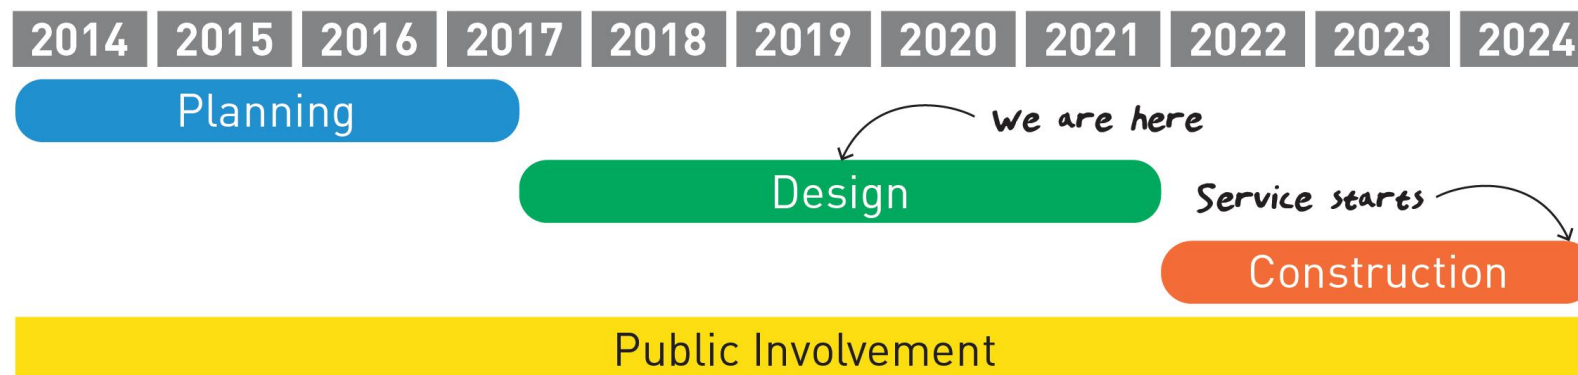 2014 2015 2016 2017 2018 2019 2020 2021 2022 2023 2024
Planning
We are here
Design
Service starts
Construction
Public Involvement